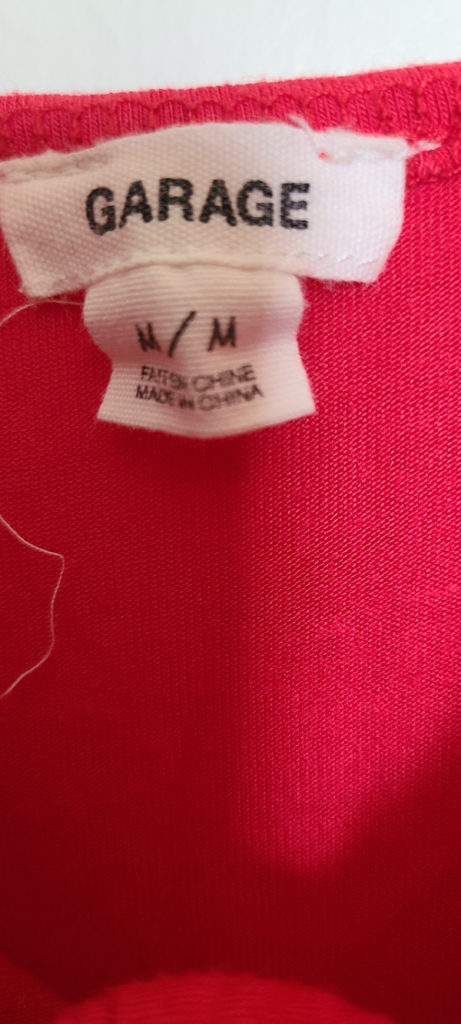 GARAGE
M / M
FAIT EN CHINE
MADE IN CHINA